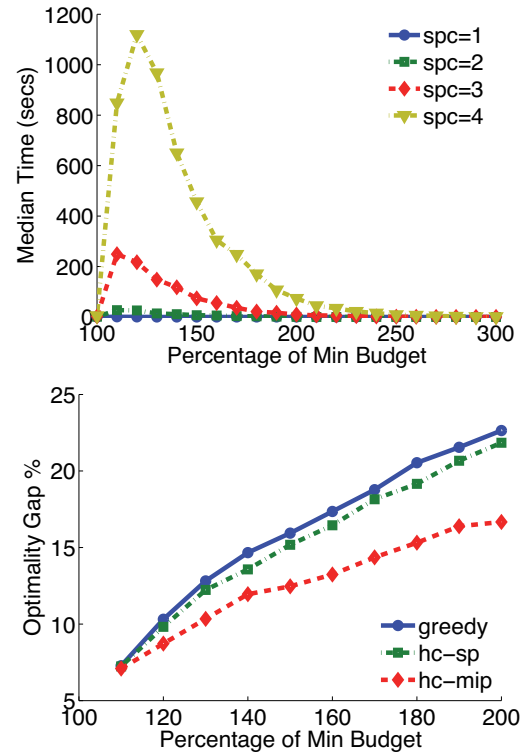 1200
1000
800
600
400
200
0
Median Time (secs)
spc=1
spc=2
spc=3
spc=4
100 150 200 250 300
Percentage of Min Budget
25
20
15
10
5
Optimality Gap %
greedy
hc-sp
hc-mip
100 120 140 160 180 200
Percentage of Min Budget